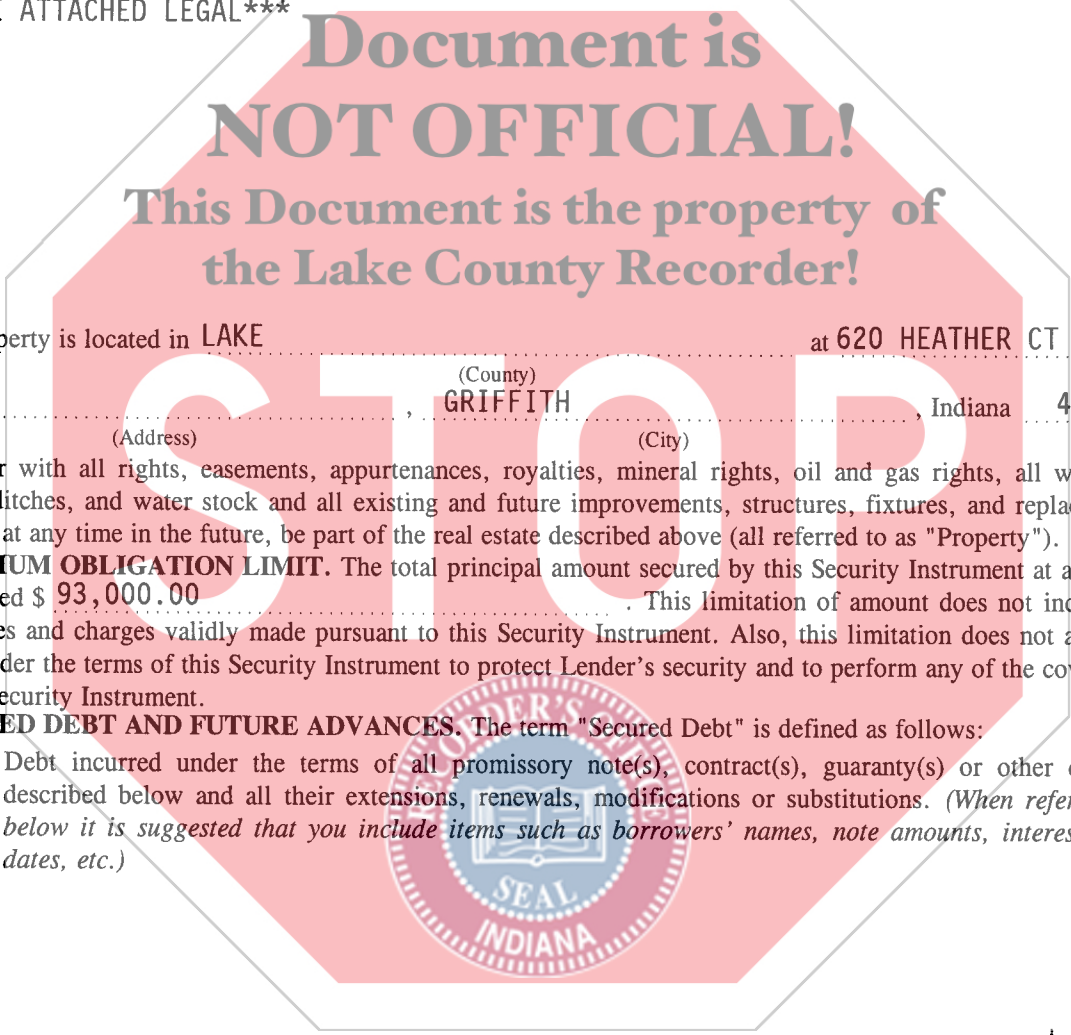 ATTACHED LEGAL***
Document is
NOT OFFICIAL!
This Document is the property of
the Lake County Recorder!
perty is located in LAKE at 620 HEATHER CT
(County)
, GRIFFITH , Indiana 4
(Address) (City)
r with all rights, easements, appurtenances, royalties, mineral rights, oil and gas rights, all w
litches, and water stock and all existing and future improvements, structures, fixtures, and repla
at any time in the future, be part of the real estate described above (all referred to as "Property").
UM OBLIGATION LIMIT. The total principal amount secured by this Security Instrument at a
ed $ 93,000.00 . This limitation of amount does not inc
es and charges validly made pursuant to this Security Instrument. Also, this limitation does not a
der the terms of this Security Instrument to protect Lender's security and to perform any of the co
ecurity Instrument.
ED DEBT AND FUTURE ADVANCES. The term "Secured Debt" is defined as follows:
Debt incurred under the terms of all promissory note(s), contract(s), guaranty(s) or other
described below and all their extensions, renewals, modifications or substitutions. (When refer
below it is suggested that you include items such as borrowers' names, note amounts, interes
dates, etc.)
STOP
RECORDER'S OFFICE
SEAL
INDIANA